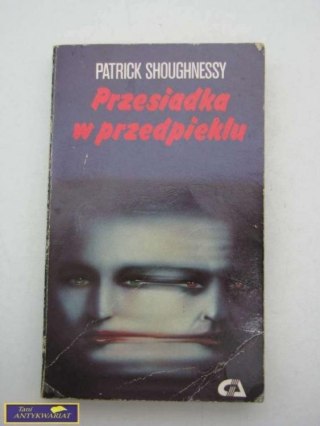 PATRICK SHOUGHNESSY
Przesiadka
w przedpieklu
Tani
ANTYKWARIAT